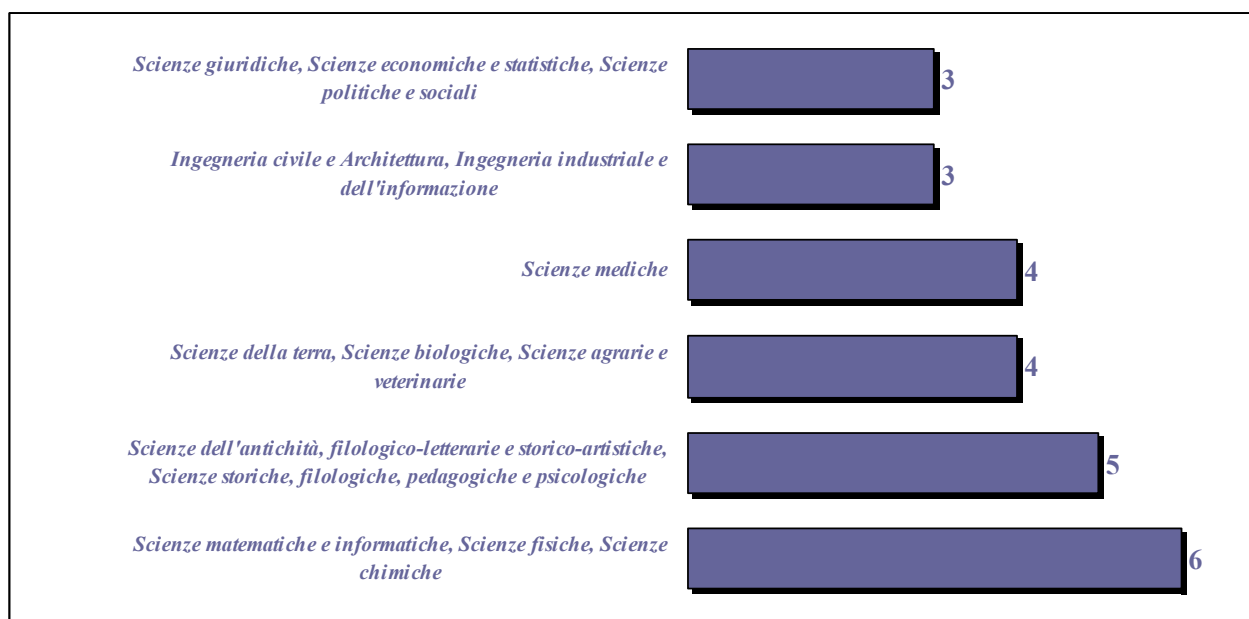 Scienze giuridiche, Scienze economiche e statistiche, Scienze
politiche e sociali
3
Ingegneria civile e Architettura, Ingegneria industriale e
dell'informazione
3
Scienze mediche
4
Scienze della terra, Scienze biologiche, Scienze agrarie e
veterinarie
4
Scienze dell'antichità, filologico-letterarie e storico-artistiche,
Scienze storiche, filologiche, pedagogiche e psicologiche
5
Scienze matematiche e informatiche, Scienze fisiche, Scienze
chimiche
6